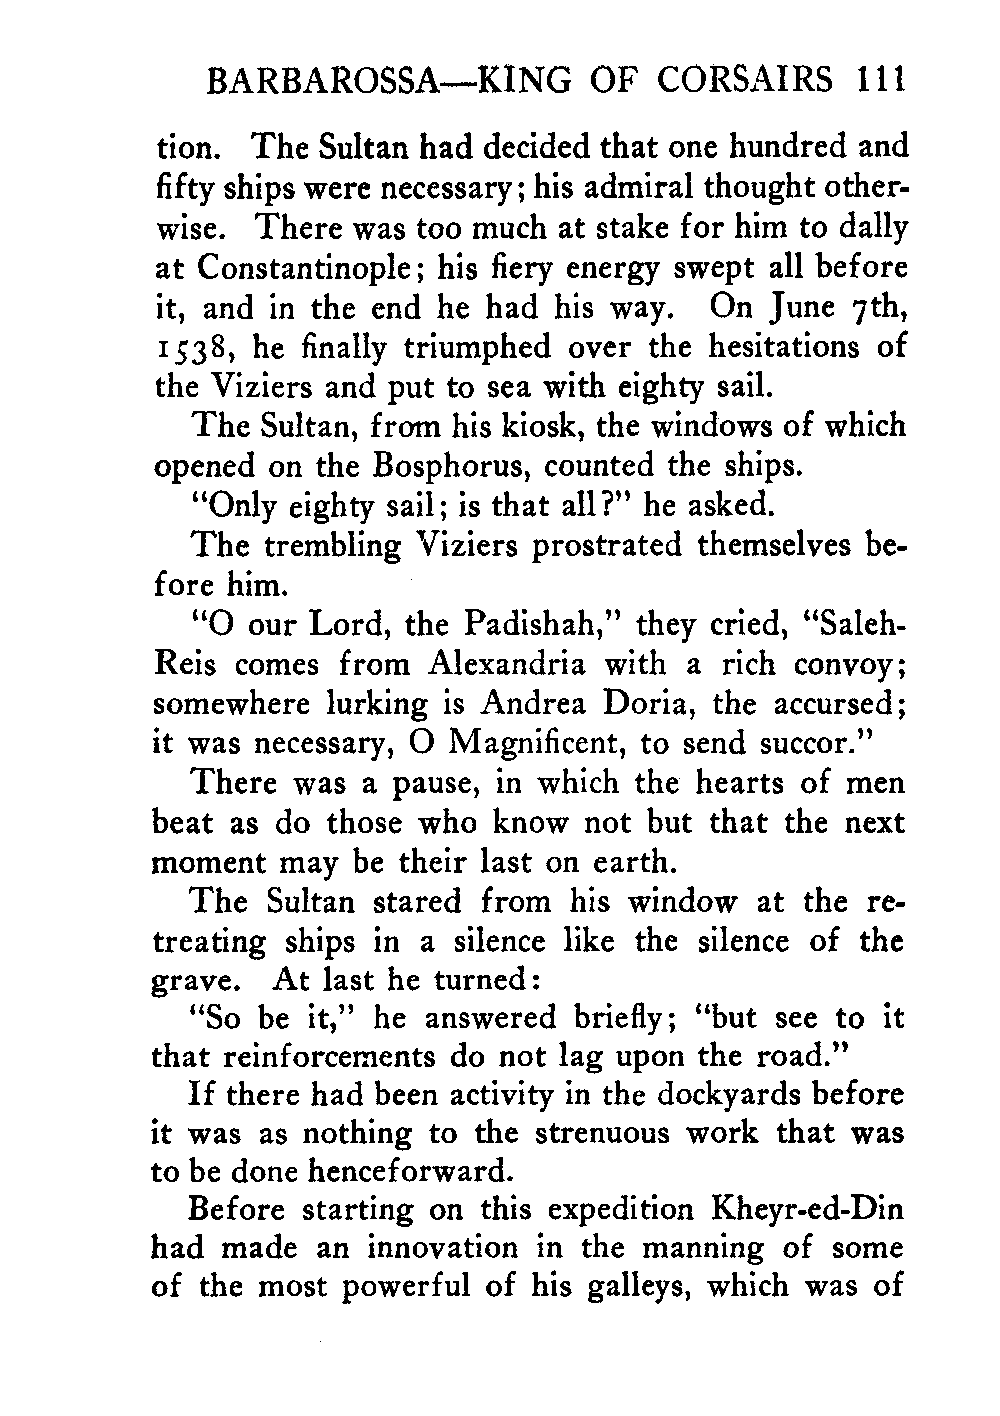 BARBAROSSA—KING OF CORSAIRS 111
tion. The Sultan had decided that one hundred and
fifty ships were necessary; his admiral thought other-
wise. There was too much at stake for him to dally
at Constantinople; his fiery energy swept all before
it, and in the end he had his way. On June 7th,
1538, he finally triumphed over the hesitations of
the Viziers and put to sea with eighty sail.
The Sultan, from his kiosk, the windows of which
opened on the Bosphorus, counted the ships.
"Only eighty sail; is that all?" he asked.
The trembling Viziers prostrated themselves be-
fore him.
"O our Lord, the Padishah," they cried, "Saleh-
Reis comes from Alexandria with a rich convoy;
somewhere lurking is Andrea Doria, the accursed;
it was necessary, O Magnificent, to send succor."
There was a pause, in which the hearts of men
beat as do those who know not but that the next
moment may be their last on earth.
The Sultan stared from his window at the re-
treating ships in a silence like the silence of the
grave. At last he turned:
"So be it," he answered briefly; "but see to it
that reinforcements do not lag upon the road."
If there had been activity in the dockyards before
it was as nothing to the strenuous work that was
to be done henceforward.
Before starting on this expedition Kheyr-ed-Din
had made an innovation in the manning of some
of the most powerful of his galleys, which was of